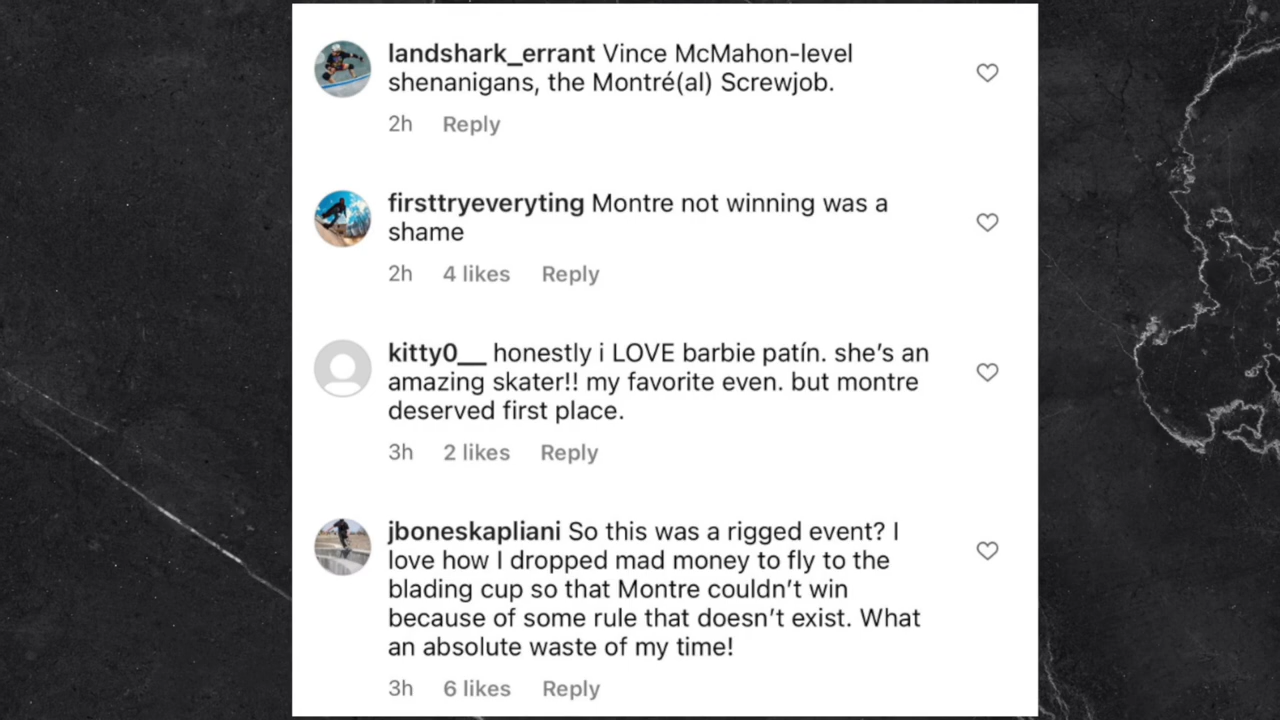 landshark_errant Vince McMahon-level
shenanigans, the Montré(al) Screwjob.
2h Reply
firsttryeveryting Montre not winning was a
shame
2h 4 likes Reply
kitty0__ honestly i LOVE barbie patín. she’s an
amazing skater!! my favorite even. but montre
deserved first place.
3h 2 likes Reply
jboneskapliani So this was a rigged event? I
love how I dropped mad money to fly to the
blading cup so that Montre couldn’t win
because of some rule that doesn’t exist. What
an absolute waste of my time!
3h 6 likes Reply